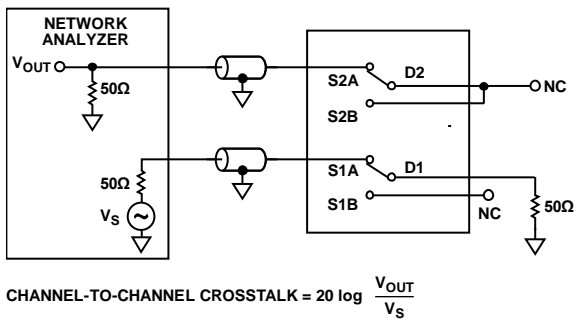 NETWORK
ANALYZER
VOUT
50Ω
S2A
D2
NC
S2B
50Ω
VS
S1A
D1
S1B
NC
50Ω
CHANNEL-TO-CHANNEL CROSSTALK = 20 log VOUT
VS